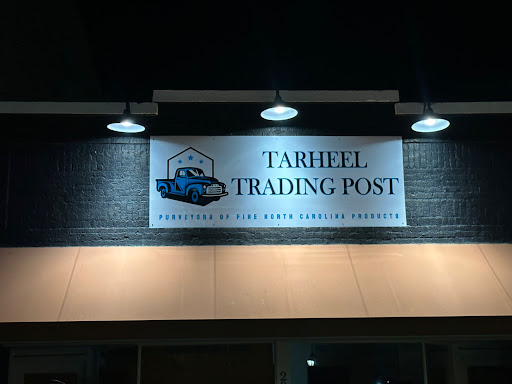 TARHEEL
TRADING POST
PURVEYORS OF FINE NORTH CAROLINA PRODUCTS